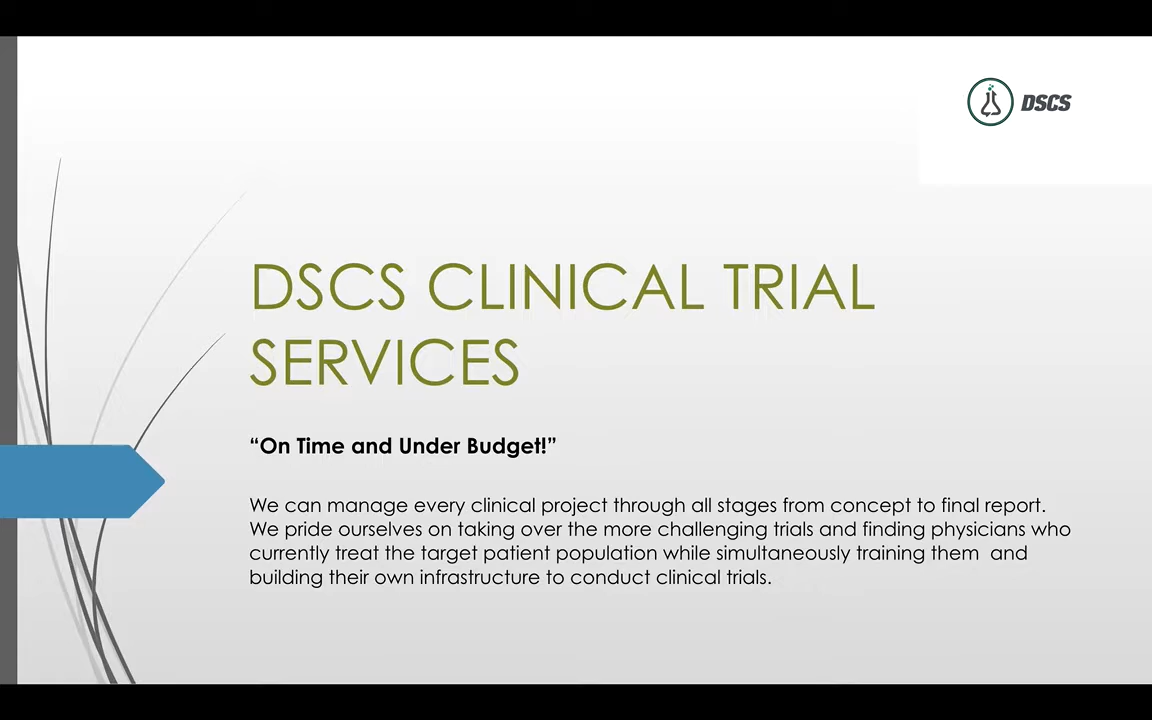 DSCS
DSCS CLINICAL TRIAL
SERVICES
“On Time and Under Budget!”
We can manage every clinical project through all stages from concept to final report.
We pride ourselves on taking over the more challenging trials and finding physicians who
currently treat the target patient population while simultaneously training them  and
building their own infrastructure to conduct clinical trials.